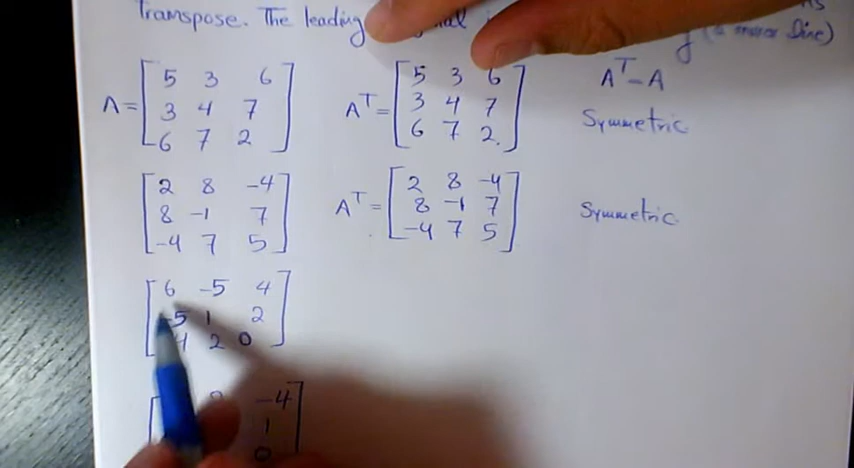 Transpose. The leading (a mirror line)
A = [ 5 3 6 A^T = [ 5 3 6 A^T = A
3 4 7 3 4 7 Symmetric
6 7 2 ] 6 7 2 ]
[ 2 8 -4 A^T = [ 2 8 -4
8 -1 7 8 -1 7 Symmetric
-4 7 5 ] -4 7 5 ]
[ 6 -5 4
-5 1 2
4 2 0 ]
-4
1
0